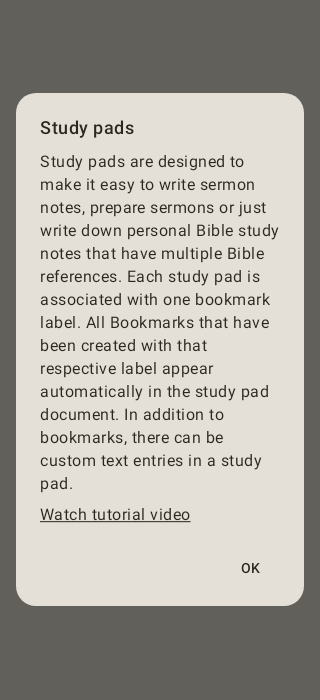 Study pads
Study pads are designed to
make it easy to write sermon
notes, prepare sermons or just
write down personal Bible study
notes that have multiple Bible
references. Each study pad is
associated with one bookmark
label. All Bookmarks that have
been created with that
respective label appear
automatically in the study pad
document. In addition to
bookmarks, there can be
custom text entries in a study
pad.
Watch tutorial video
OK